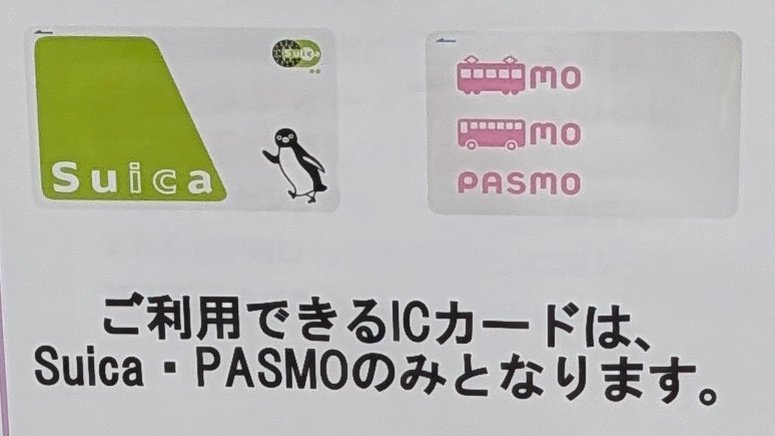 Suica
Suica
mo
mo
PASMO
ご利用できるICカードは、
Suica・PASMOのみとなります。